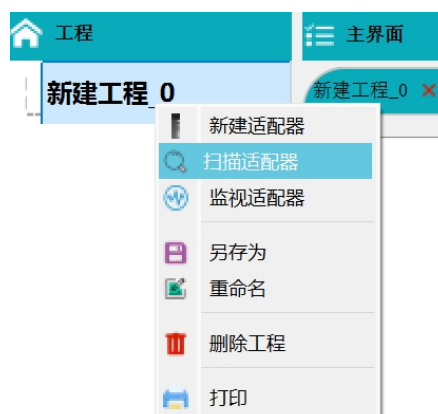 工程
主界面
新建工程_0
新建工程_0
新建适配器
扫描适配器
监视适配器
另存为
重命名
删除工程
打印